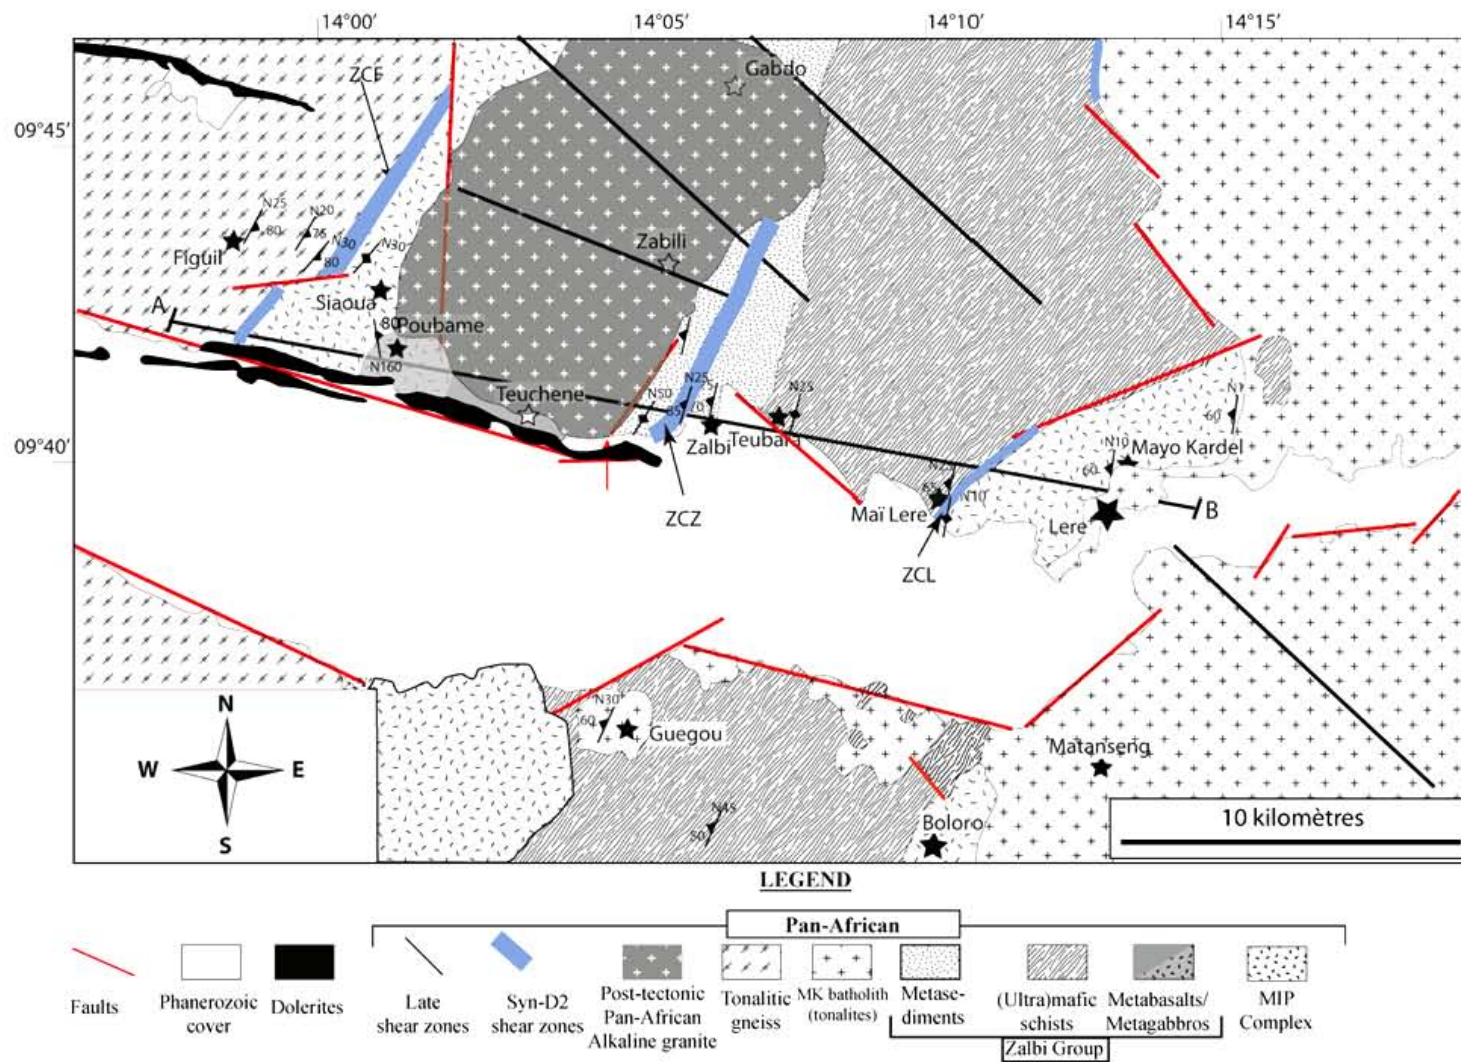 14°00′ 14°05′ 14°10′ 14°15′
Gabdo
ZCF
09°45′
N25
80
N20
75
N30
80
N30
Figuil
Zabili
Siaoua
A
80
Poubame
N160
Teuchene
N50
N25
85
75
70
N25
Zalbi
Teubara
N1
60
09°40′
N10
60
Mayo Kardel
65
N10
Maï Lere
Lere
B
ZCZ
ZCL
N30
60
Guegou
Matanseng
N45
50
Boloro
N
W E
S
10 kilomètres
LEGEND
Pan-African
Faults
Phanerozoic
cover
Dolerites
Late
shear zones
Syn-D2
shear zones
Post-tectonic
Pan-African
Alkaline granite
Tonalitic
gneiss
MK batholith
(tonalites)
Metase-
diments
(Ultra)mafic
schists
Metabasalts/
Metagabbros
MIP
Complex
Zalbi Group